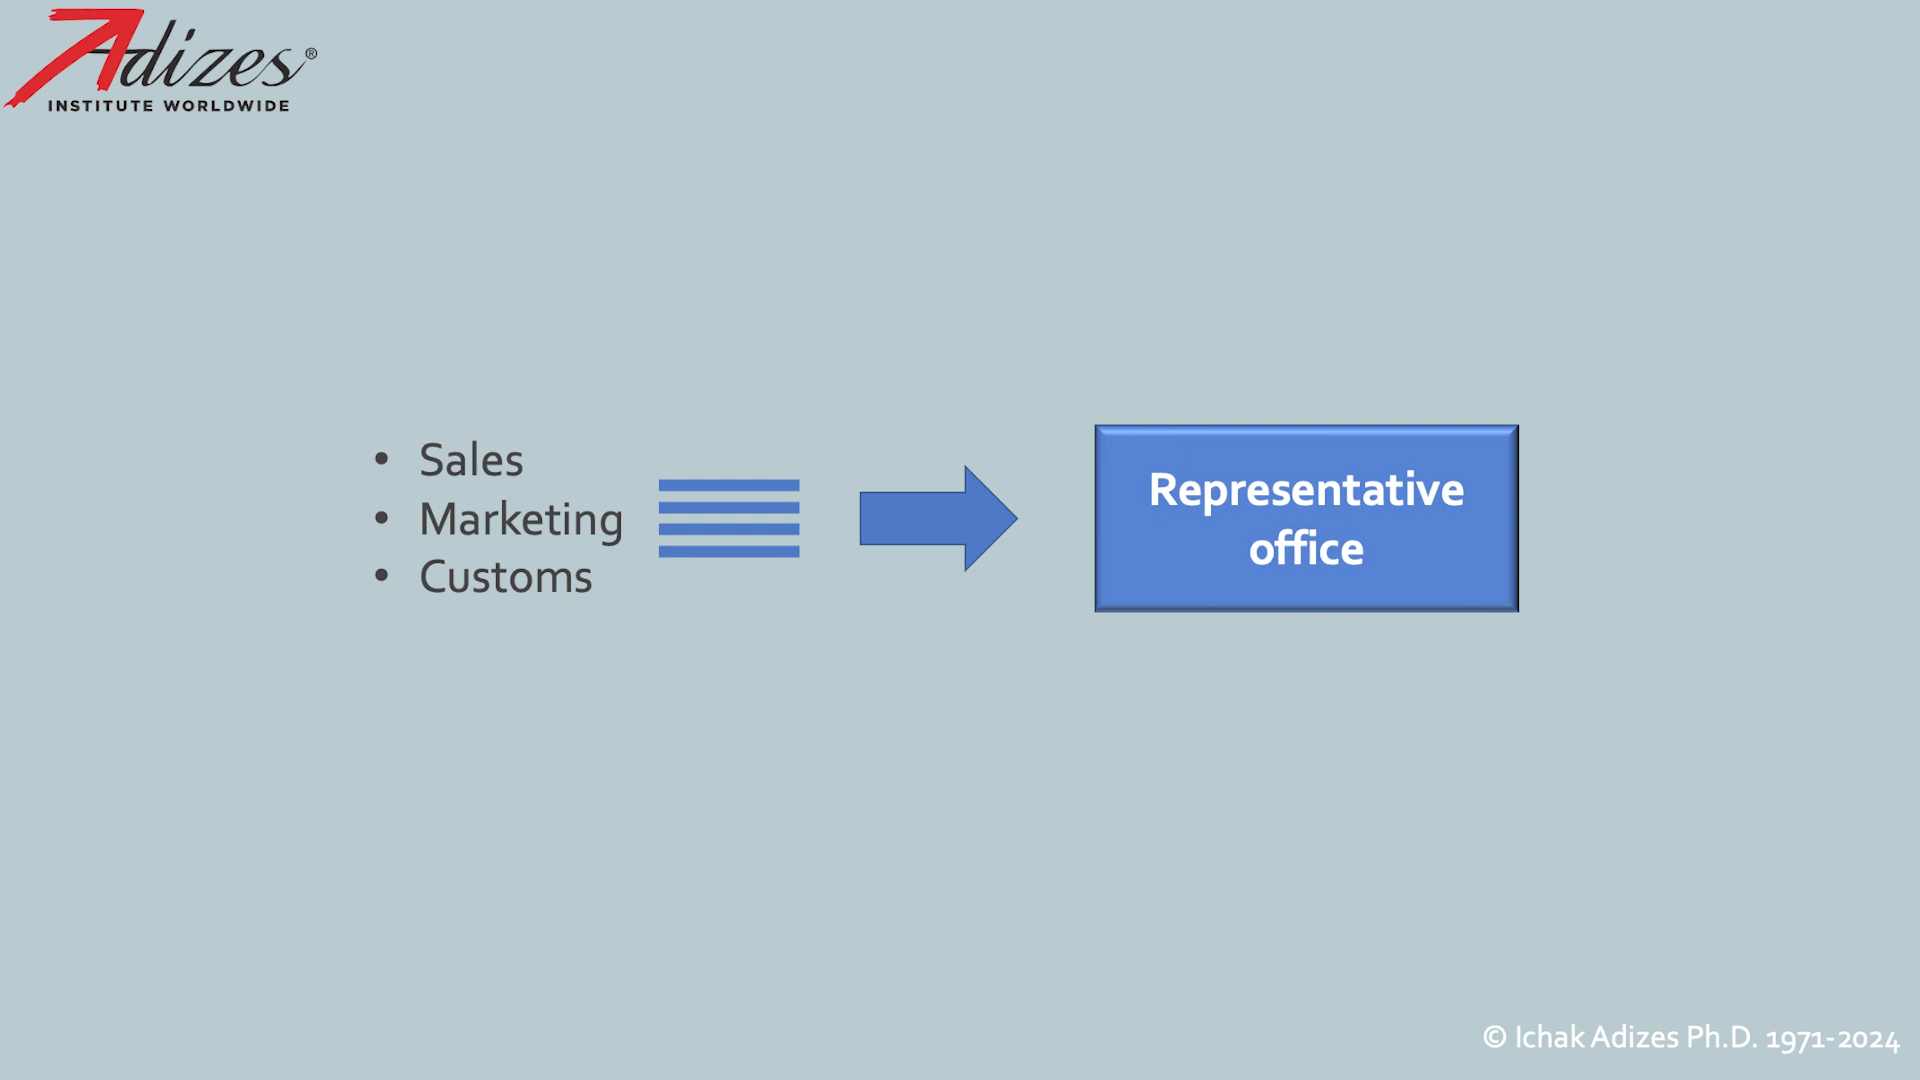 Adizes®
INSTITUTE WORLDWIDE
• Sales
• Marketing
• Customs
Representative
office
© Ichak Adizes Ph.D. 1971-2024